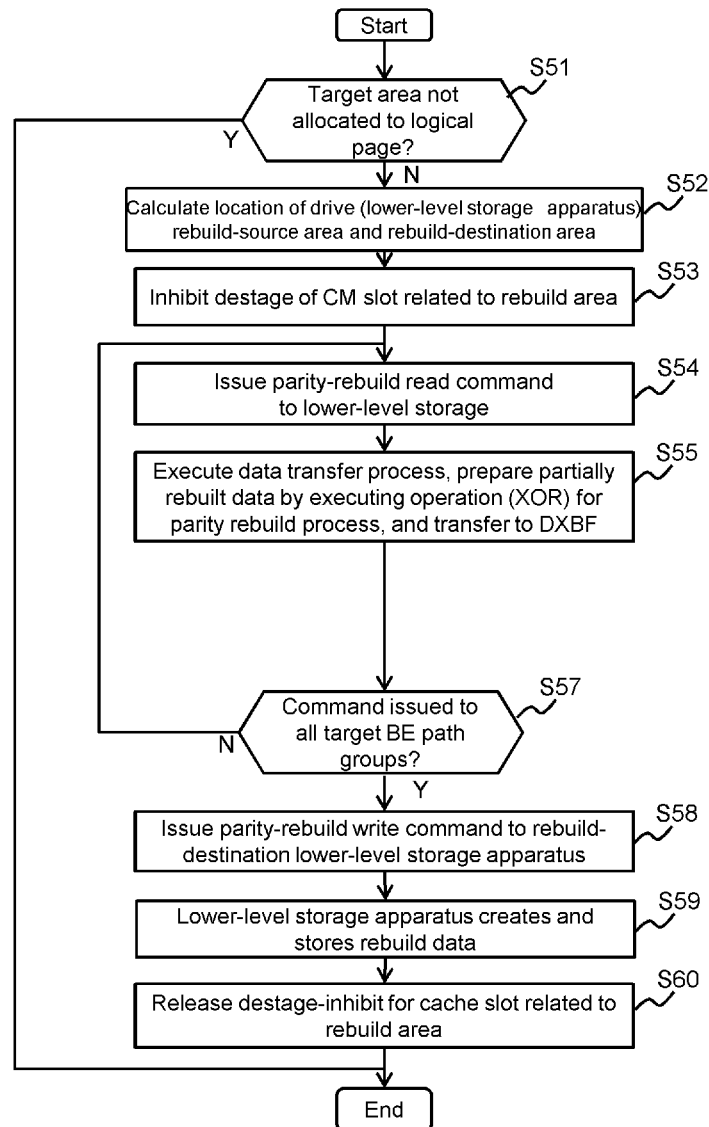 Start
S51
Target area not
allocated to logical
page?
Y
N
S52
Calculate location of drive (lower-level storage apparatus)
rebuild-source area and rebuild-destination area
S53
Inhibit destage of CM slot related to rebuild area
S54
Issue parity-rebuild read command
to lower-level storage
S55
Execute data transfer process, prepare partially
rebuilt data by executing operation (XOR) for
parity rebuild process, and transfer to DXBF
S57
Command issued to
all target BE path
groups?
N
Y
S58
Issue parity-rebuild write command to rebuild-
destination lower-level storage apparatus
S59
Lower-level storage apparatus creates and
stores rebuild data
S60
Release destage-inhibit for cache slot related to
rebuild area
End